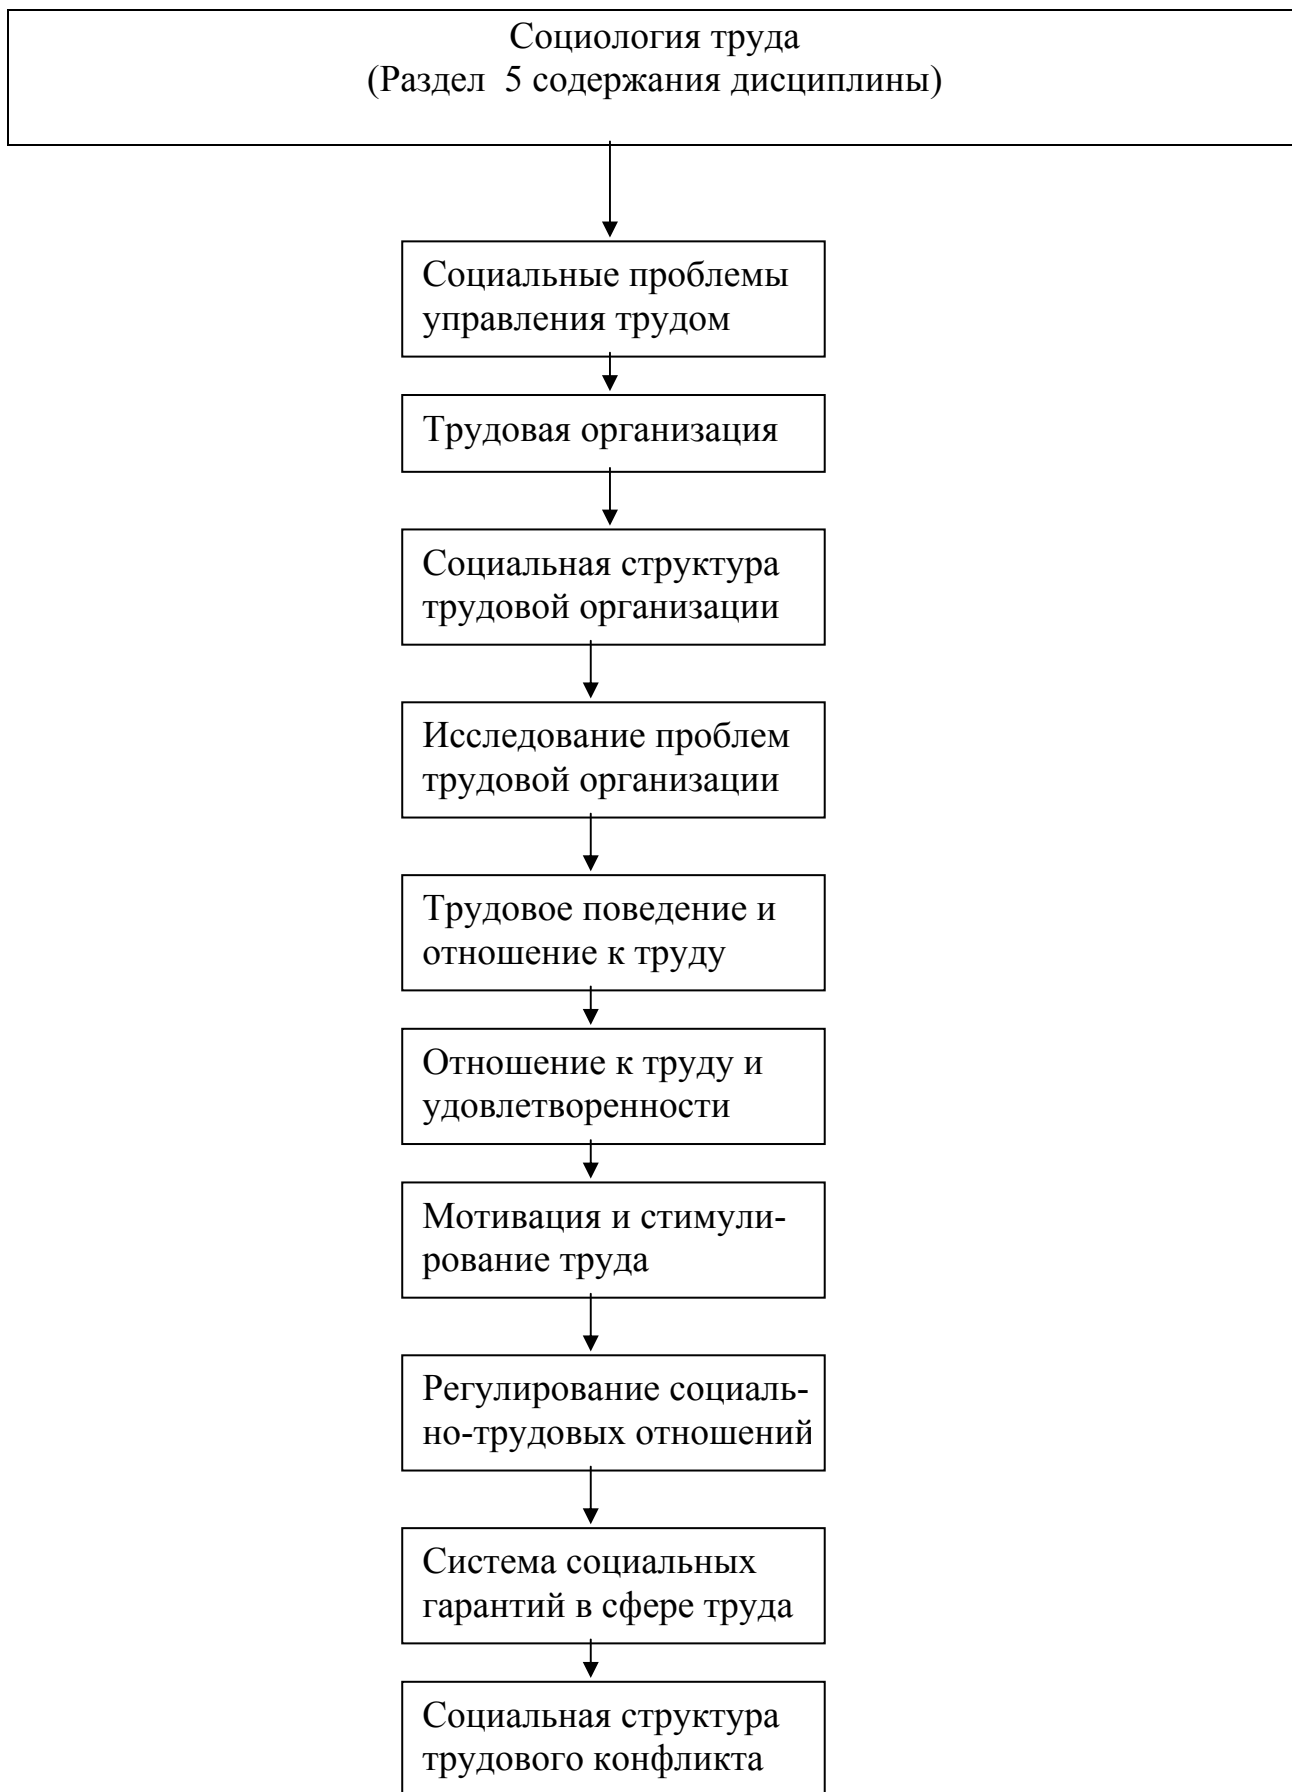 Социология труда
(Раздел 5 содержания дисциплины)
Социальные проблемы
управления трудом
Трудовая организация
Социальная структура
трудовой организации
Исследование проблем
трудовой организации
Трудовое поведение и
отношение к труду
Отношение к труду и
удовлетворенности
Мотивация и стимули-
рование труда
Регулирование социаль-
но-трудовых отношений
Система социальных
гарантий в сфере труда
Социальная структура
трудового конфликта